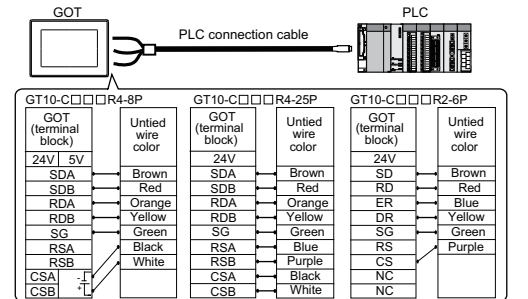 GOT
PLC
PLC connection cable
GT10-C□□□R4-8P
GOT
(terminal
block)
Untied
wire
color
24V 5V
SDA Brown
SDB Red
RDA Orange
RDB Yellow
SG Green
RSA Black
RSB White
CSA -
CSB +
GT10-C□□□R4-25P
GOT
(terminal
block)
Untied
wire
color
24V
SDA Brown
SDB Red
RDA Orange
RDB Yellow
SG Green
RSA Blue
RSB Purple
CSA Black
CSB White
GT10-C□□□R2-6P
GOT
(terminal
block)
Untied
wire
color
24V
SD Brown
RD Red
ER Blue
DR Yellow
SG Green
RS Purple
CS
NC
NC